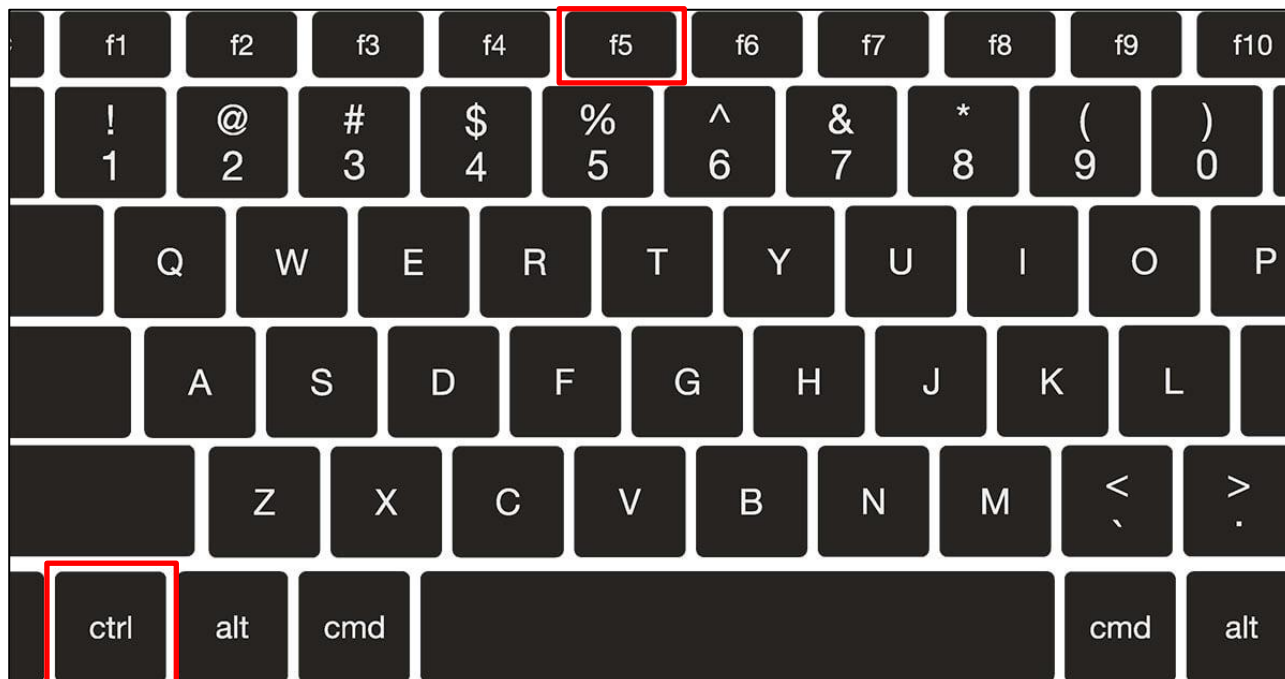 f1 f2 f3 f4 f5 f6 f7 f8 f9 f10
! @ # $ % ^ & * ( )
1 2 3 4 5 6 7 8 9 0
Q W E R T Y U I O P
A S D F G H J K L
Z X C V B N M < >
` .
ctrl alt cmd cmd alt